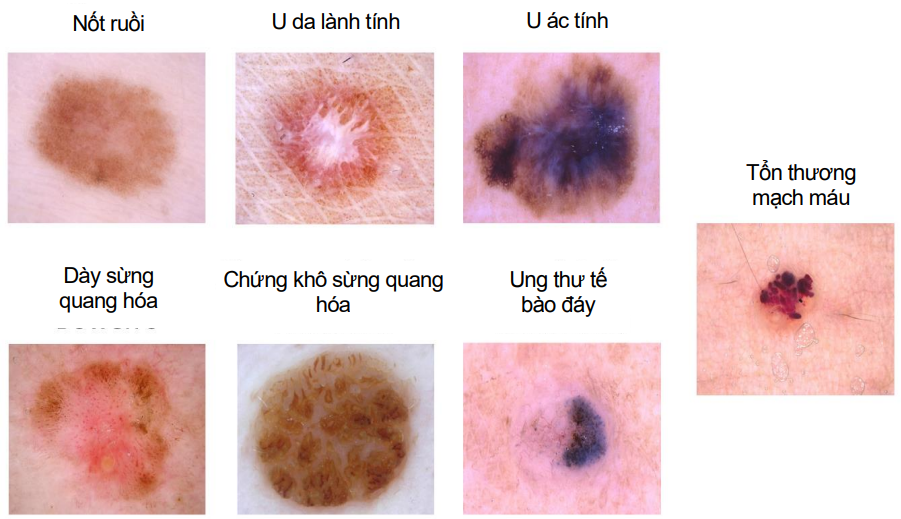 Nốt ruồi
U da lành tính
U ác tính
Tổn thương
mạch máu
Dày sừng
quang hóa
Chứng khô sừng quang
hóa
Ung thư tế
bào đáy